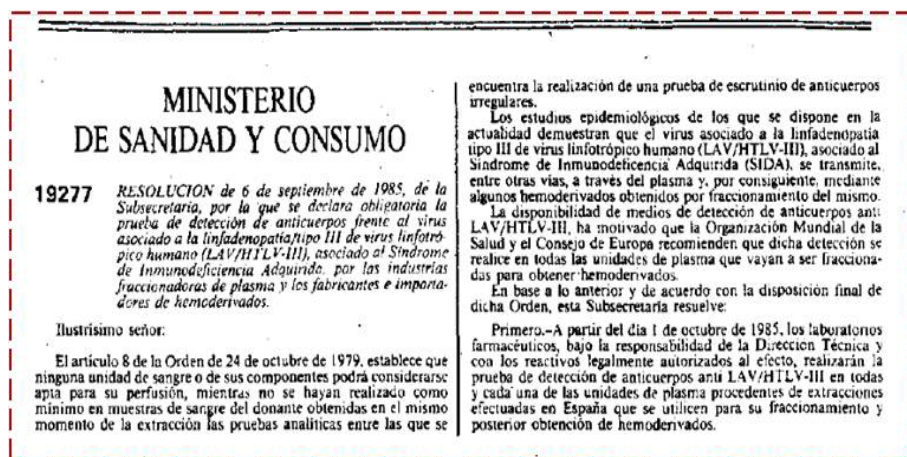 MINISTERIO
DE SANIDAD Y CONSUMO
19277 RESOLUCION de 6 de septiembre de 1985, de la
Subsecretaria, por la que se declara obligatoria la
prueba de detección de anticuerpos frente al virus
asociado a la linfadenopatía/tipo III de virus linfotró-
pico humano (LAV/HTLV-III), asociado al Síndrome
de Inmunodeficiencia Adquirida, por las industrias
fraccionadoras de plasma y los fabricantes e importa-
dores de hemoderivados.
Ilustrísimo señor:
El artículo 8 de la Orden de 24 de octubre de 1979, establece que
ninguna unidad de sangre o de sus componentes podrá considerarse
apta para su perfusión, mientras no se hayan realizado como
mínimo en muestras de sangre del donante obtenidas en el mismo
momento de la extracción las pruebas analíticas entre las que se
encuentra la realización de una prueba de escrutinio de anticuerpos
irregulares.
Los estudios epidemiológicos de los que se dispone en la
actualidad demuestran que el virus asociado a la linfadenopatía
tipo III de virus linfotrópico humano (LAV/HTLV-III), asociado al
Síndrome de Inmunodeficencia Adquirida (SIDA), se transmite,
entre otras vías, a través del plasma y, por consiguiente, mediante
algunos hemoderivados obtenidos por fraccionamiento del mismo.
La disponibilidad de medios de detección de anticuerpos anti
LAV/HTLV-III, ha motivado que la Organización Mundial de la
Salud y el Consejo de Europa recomienden que dicha detección se
realice en todas las unidades de plasma que vayan a ser fracciona-
das para obtener hemoderivados.
En base a lo anterior y de acuerdo con la disposición final de
dicha Orden, esta Subsecretaría resuelve:
Primero.-A partir del día 1 de octubre de 1985, los laboratorios
farmacéuticos, bajo la responsabilidad de la Direccion Técnica y
con los reactivos legalmente autorizados al efecto, realizarán la
prueba de detección de anticuerpos anti LAV/HTLV-III en todas
y cada una de las unidades de plasma procedentes de extracciones
efectuadas en España que se utilicen para su fraccionamiento y
posterior obtención de hemoderivados.